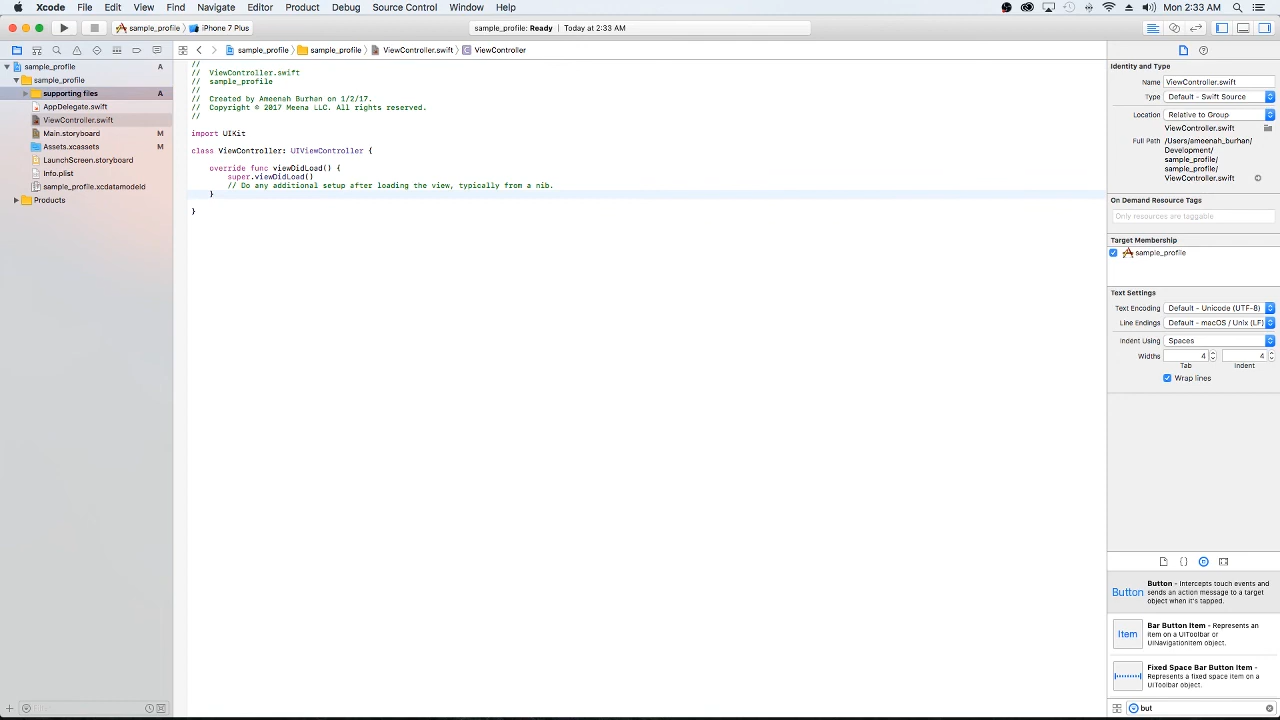 Xcode File Edit View Find Navigate Editor Product Debug Source Control Window Help Mon 2:33 AM
sample_profile iPhone 7 Plus sample_profile: Ready Today at 2:33 AM
sample_profile sample_profile ViewController.swift ViewController
sample_profile A
sample_profile
supporting files A
AppDelegate.swift
ViewController.swift
Main.storyboard M
Assets.xcassets M
LaunchScreen.storyboard
Info.plist
sample_profile.xcdatamodeld M
Products
Filter
//
// ViewController.swift
// sample_profile
//
// Created by Ameenah Burhan on 1/2/17.
// Copyright © 2017 Meena LLC. All rights reserved.
//
import UIKit
class ViewController: UIViewController {
override func viewDidLoad() {
super.viewDidLoad()
// Do any additional setup after loading the view, typically from a nib.
}
}
Identity and Type
Name ViewController.swift
Type Default - Swift Source
Location Relative to Group
ViewController.swift
Full Path /Users/ameenah_burhan/
Development/
sample_profile/
sample_profile/
ViewController.swift
On Demand Resource Tags
Only resources are taggable
Target Membership
sample_profile
Text Settings
Text Encoding Default - Unicode (UTF-8)
Line Endings Default - macOS / Unix (LF)
Indent Using Spaces
Widths 4 4
Tab Indent
Wrap lines
Button
Button - Intercepts touch events and
sends an action message to a target
object when it's tapped.
Item
Bar Button Item - Represents an
item on a UIToolbar or
UINavigationItem object.
Fixed Space Bar Button Item -
Represents a fixed space item on a
UIToolbar object.
but